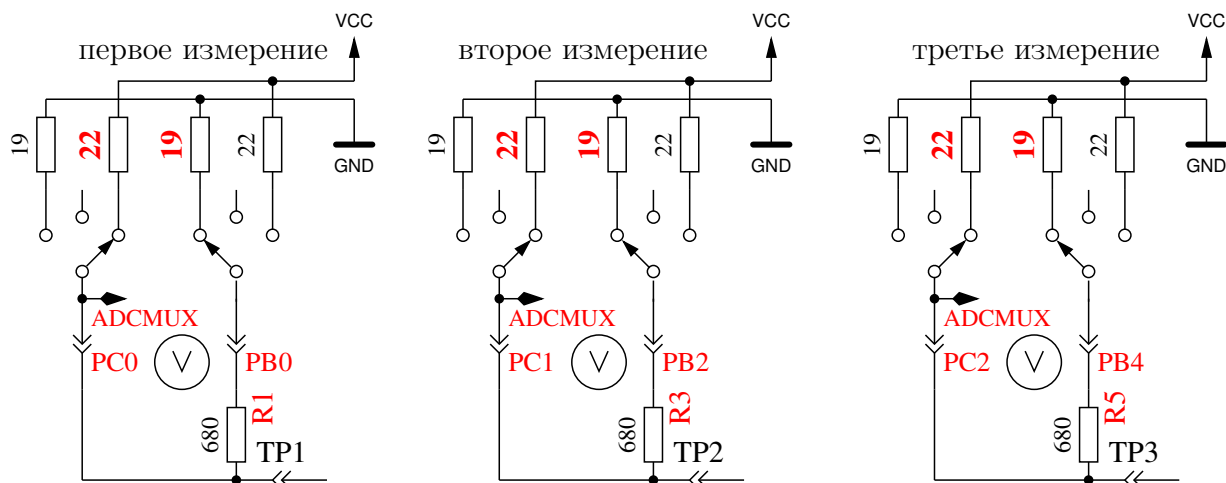 первое измерение
VCC
19
22
19
22
GND
ADCMUX
PC0
V
PB0
R1
680
TP1
второе измерение
VCC
19
22
19
22
GND
ADCMUX
PC1
V
PB2
R3
680
TP2
третье измерение
VCC
19
22
19
22
GND
ADCMUX
PC2
V
PB4
R5
680
TP3